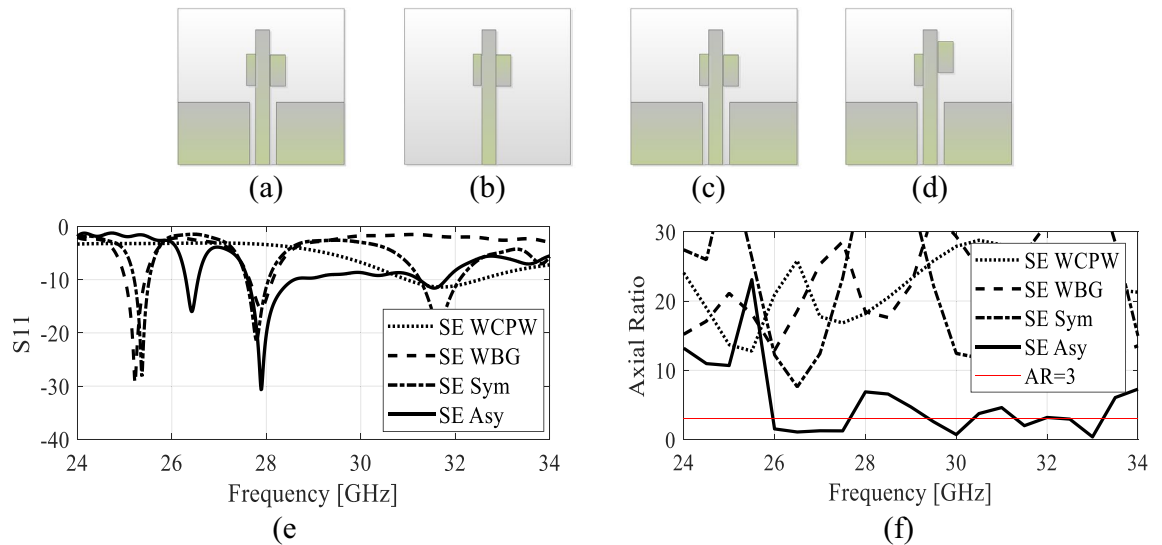 (a)
(b)
(c)
(d)
0
-10
-20
-30
-40
S11
24
26
28
30
32
34
Frequency [GHz]
SE WCPW
SE WBG
SE Sym
SE Asy
(e
30
20
10
0
Axial Ratio
24
26
28
30
32
34
Frequency [GHz]
SE WCPW
SE WBG
SE Sym
SE Asy
AR=3
(f)